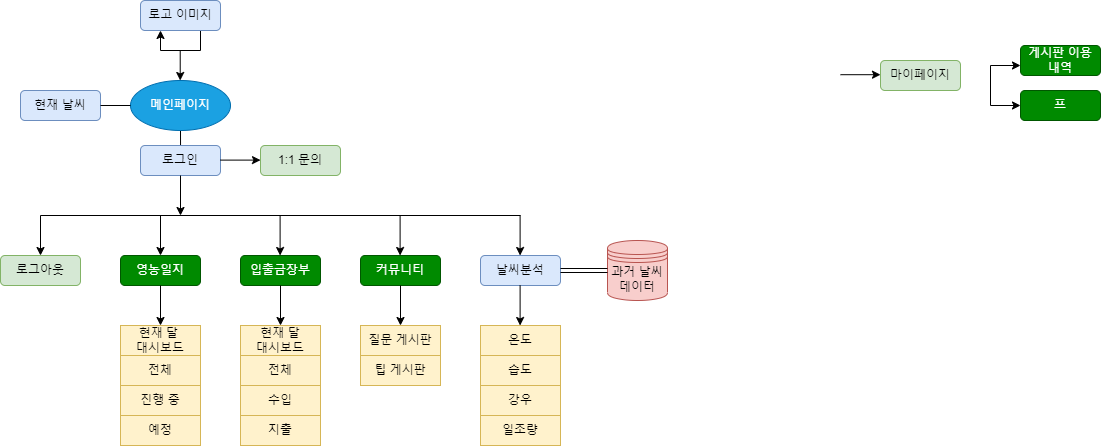 로고 이미지
현재 날씨
메인페이지
마이페이지
게시판 이용
내역
프
로그인
1:1 문의
로그아웃
영농일지
입출금장부
커뮤니티
날씨분석
과거 날씨
데이터
현재 달
대시보드
전체
진행 중
예정
현재 달
대시보드
전체
수입
지출
질문 게시판
팁 게시판
온도
습도
강우
일조량